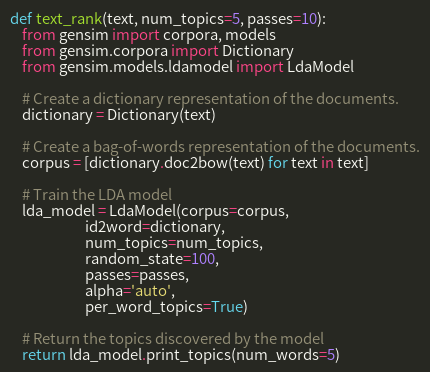 def text_rank(text, num_topics=5, passes=10):
from gensim import corpora, models
from gensim.corpora import Dictionary
from gensim.models.ldamodel import LdaModel
# Create a dictionary representation of the documents.
dictionary = Dictionary(text)
# Create a bag-of-words representation of the documents.
corpus = [dictionary.doc2bow(text) for text in text]
# Train the LDA model
lda_model = LdaModel(corpus=corpus,
id2word=dictionary,
num_topics=num_topics,
random_state=100,
passes=passes,
alpha='auto',
per_word_topics=True)
# Return the topics discovered by the model
return lda_model.print_topics(num_words=5)